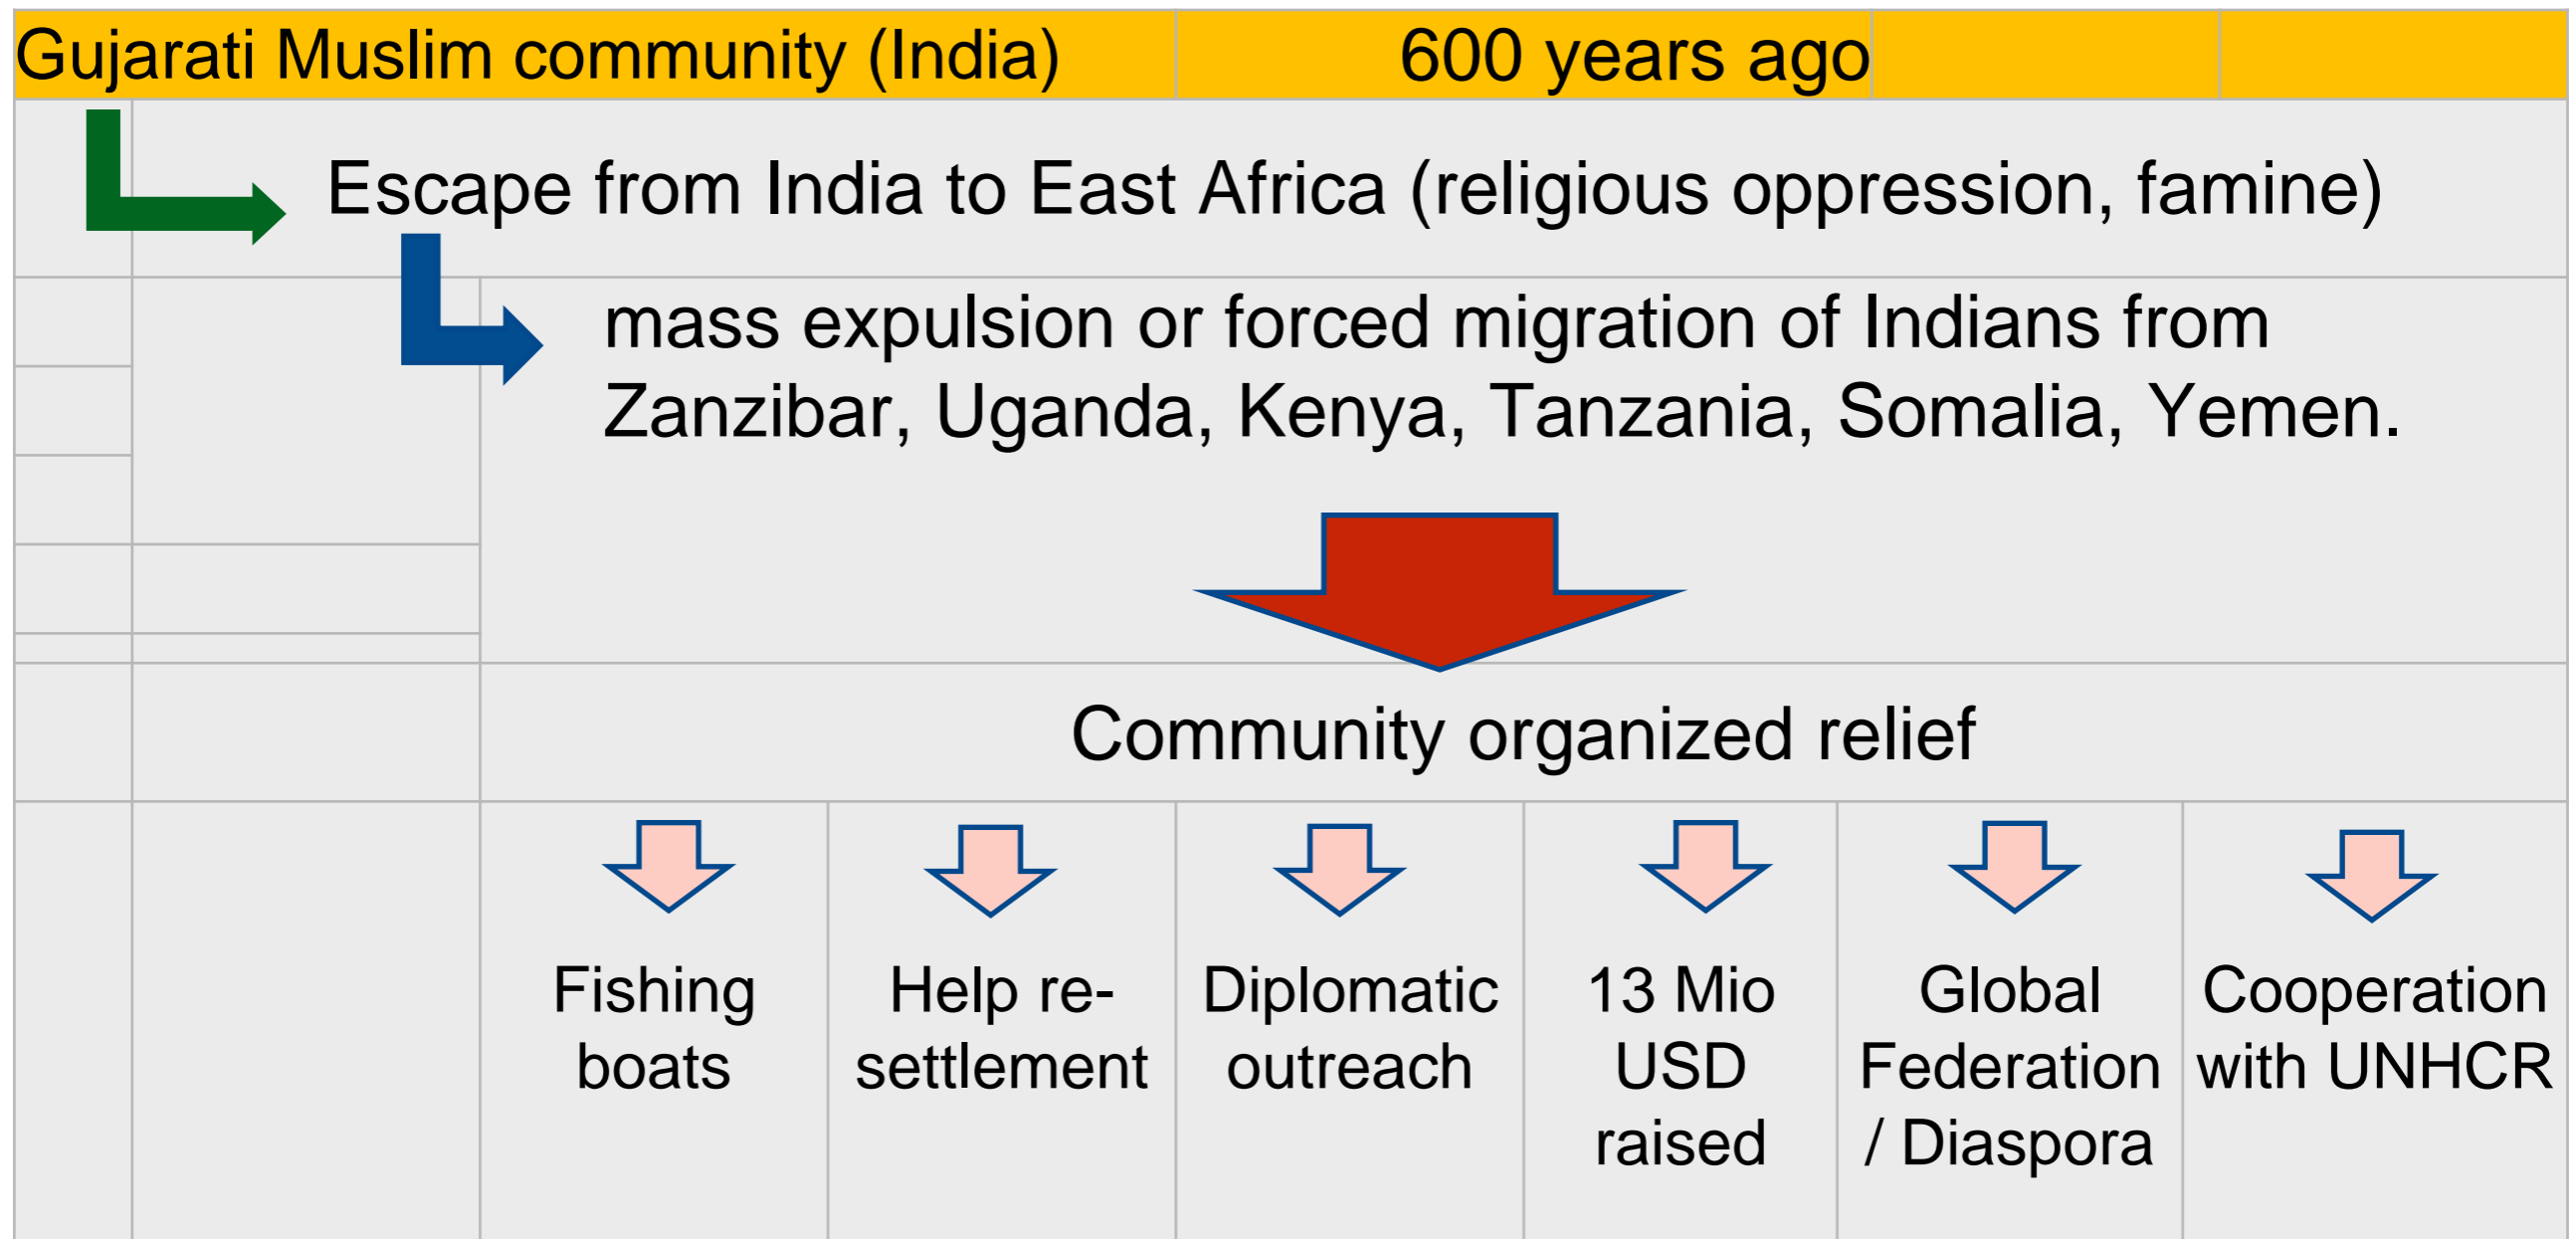 Gujarati Muslim community (India) 600 years ago
Escape from India to East Africa (religious oppression, famine)
mass expulsion or forced migration of Indians from
Zanzibar, Uganda, Kenya, Tanzania, Somalia, Yemen.
Community organized relief
Fishing
boats
Help re-
settlement
Diplomatic
outreach
13 Mio
USD
raised
Global
Federation
/ Diaspora
Cooperation
with UNHCR